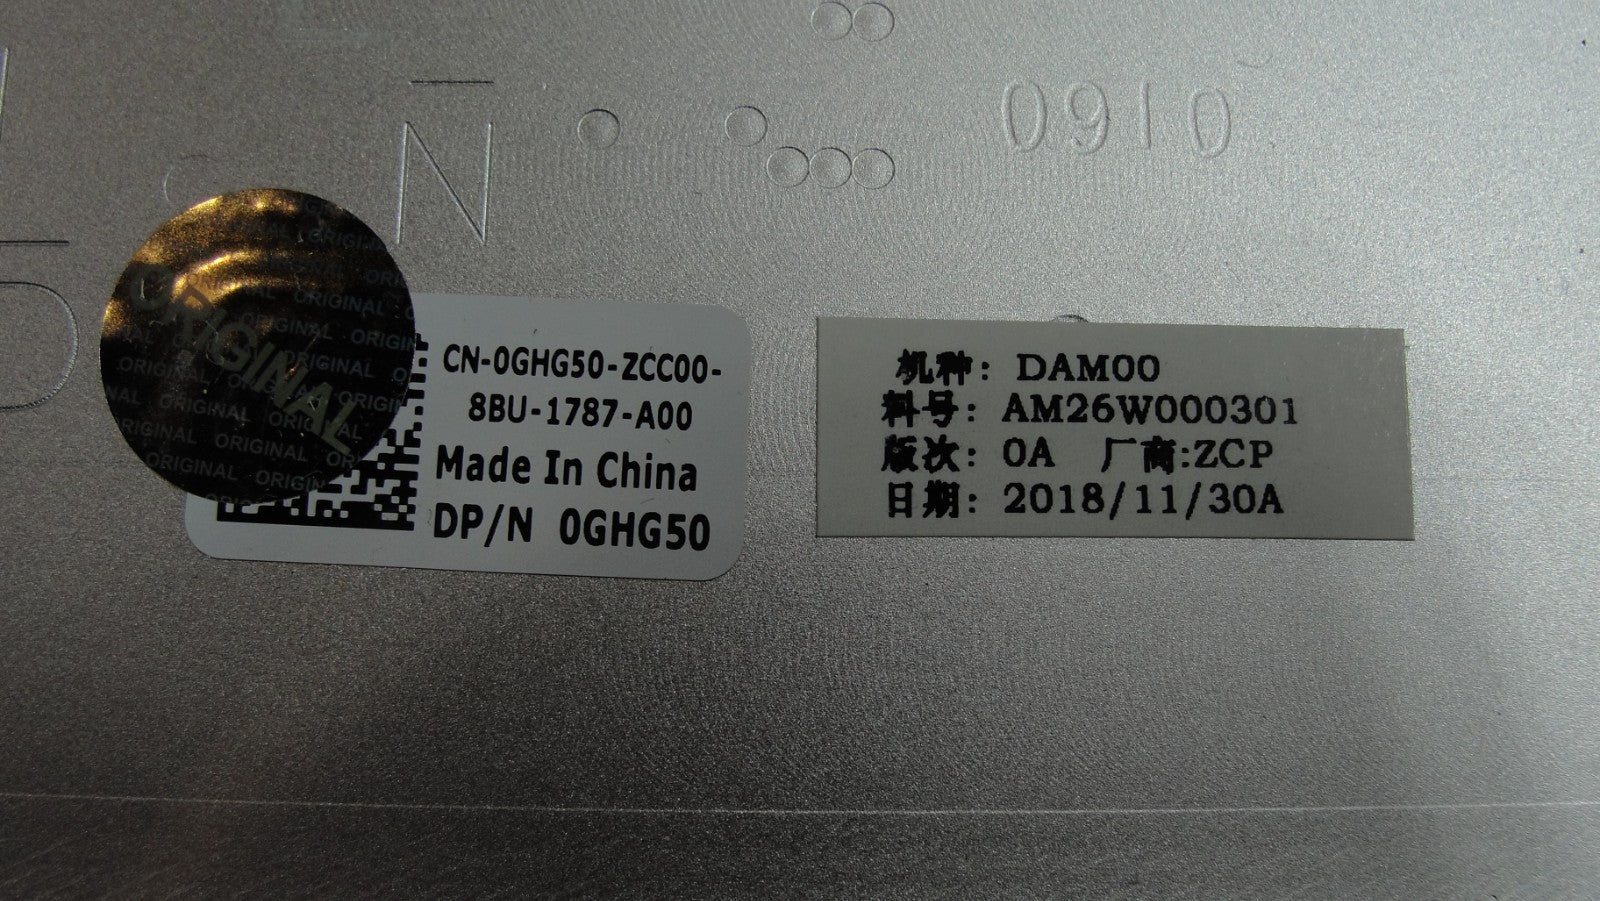 0910
N
ORIGINAL
CN-0GHG50-ZCC00-
8BU-1787-A00
Made In China
DP/N 0GHG50
机种: DAM00
料号: AM26W000301
版次: 0A 厂商:ZCP
日期: 2018/11/30A